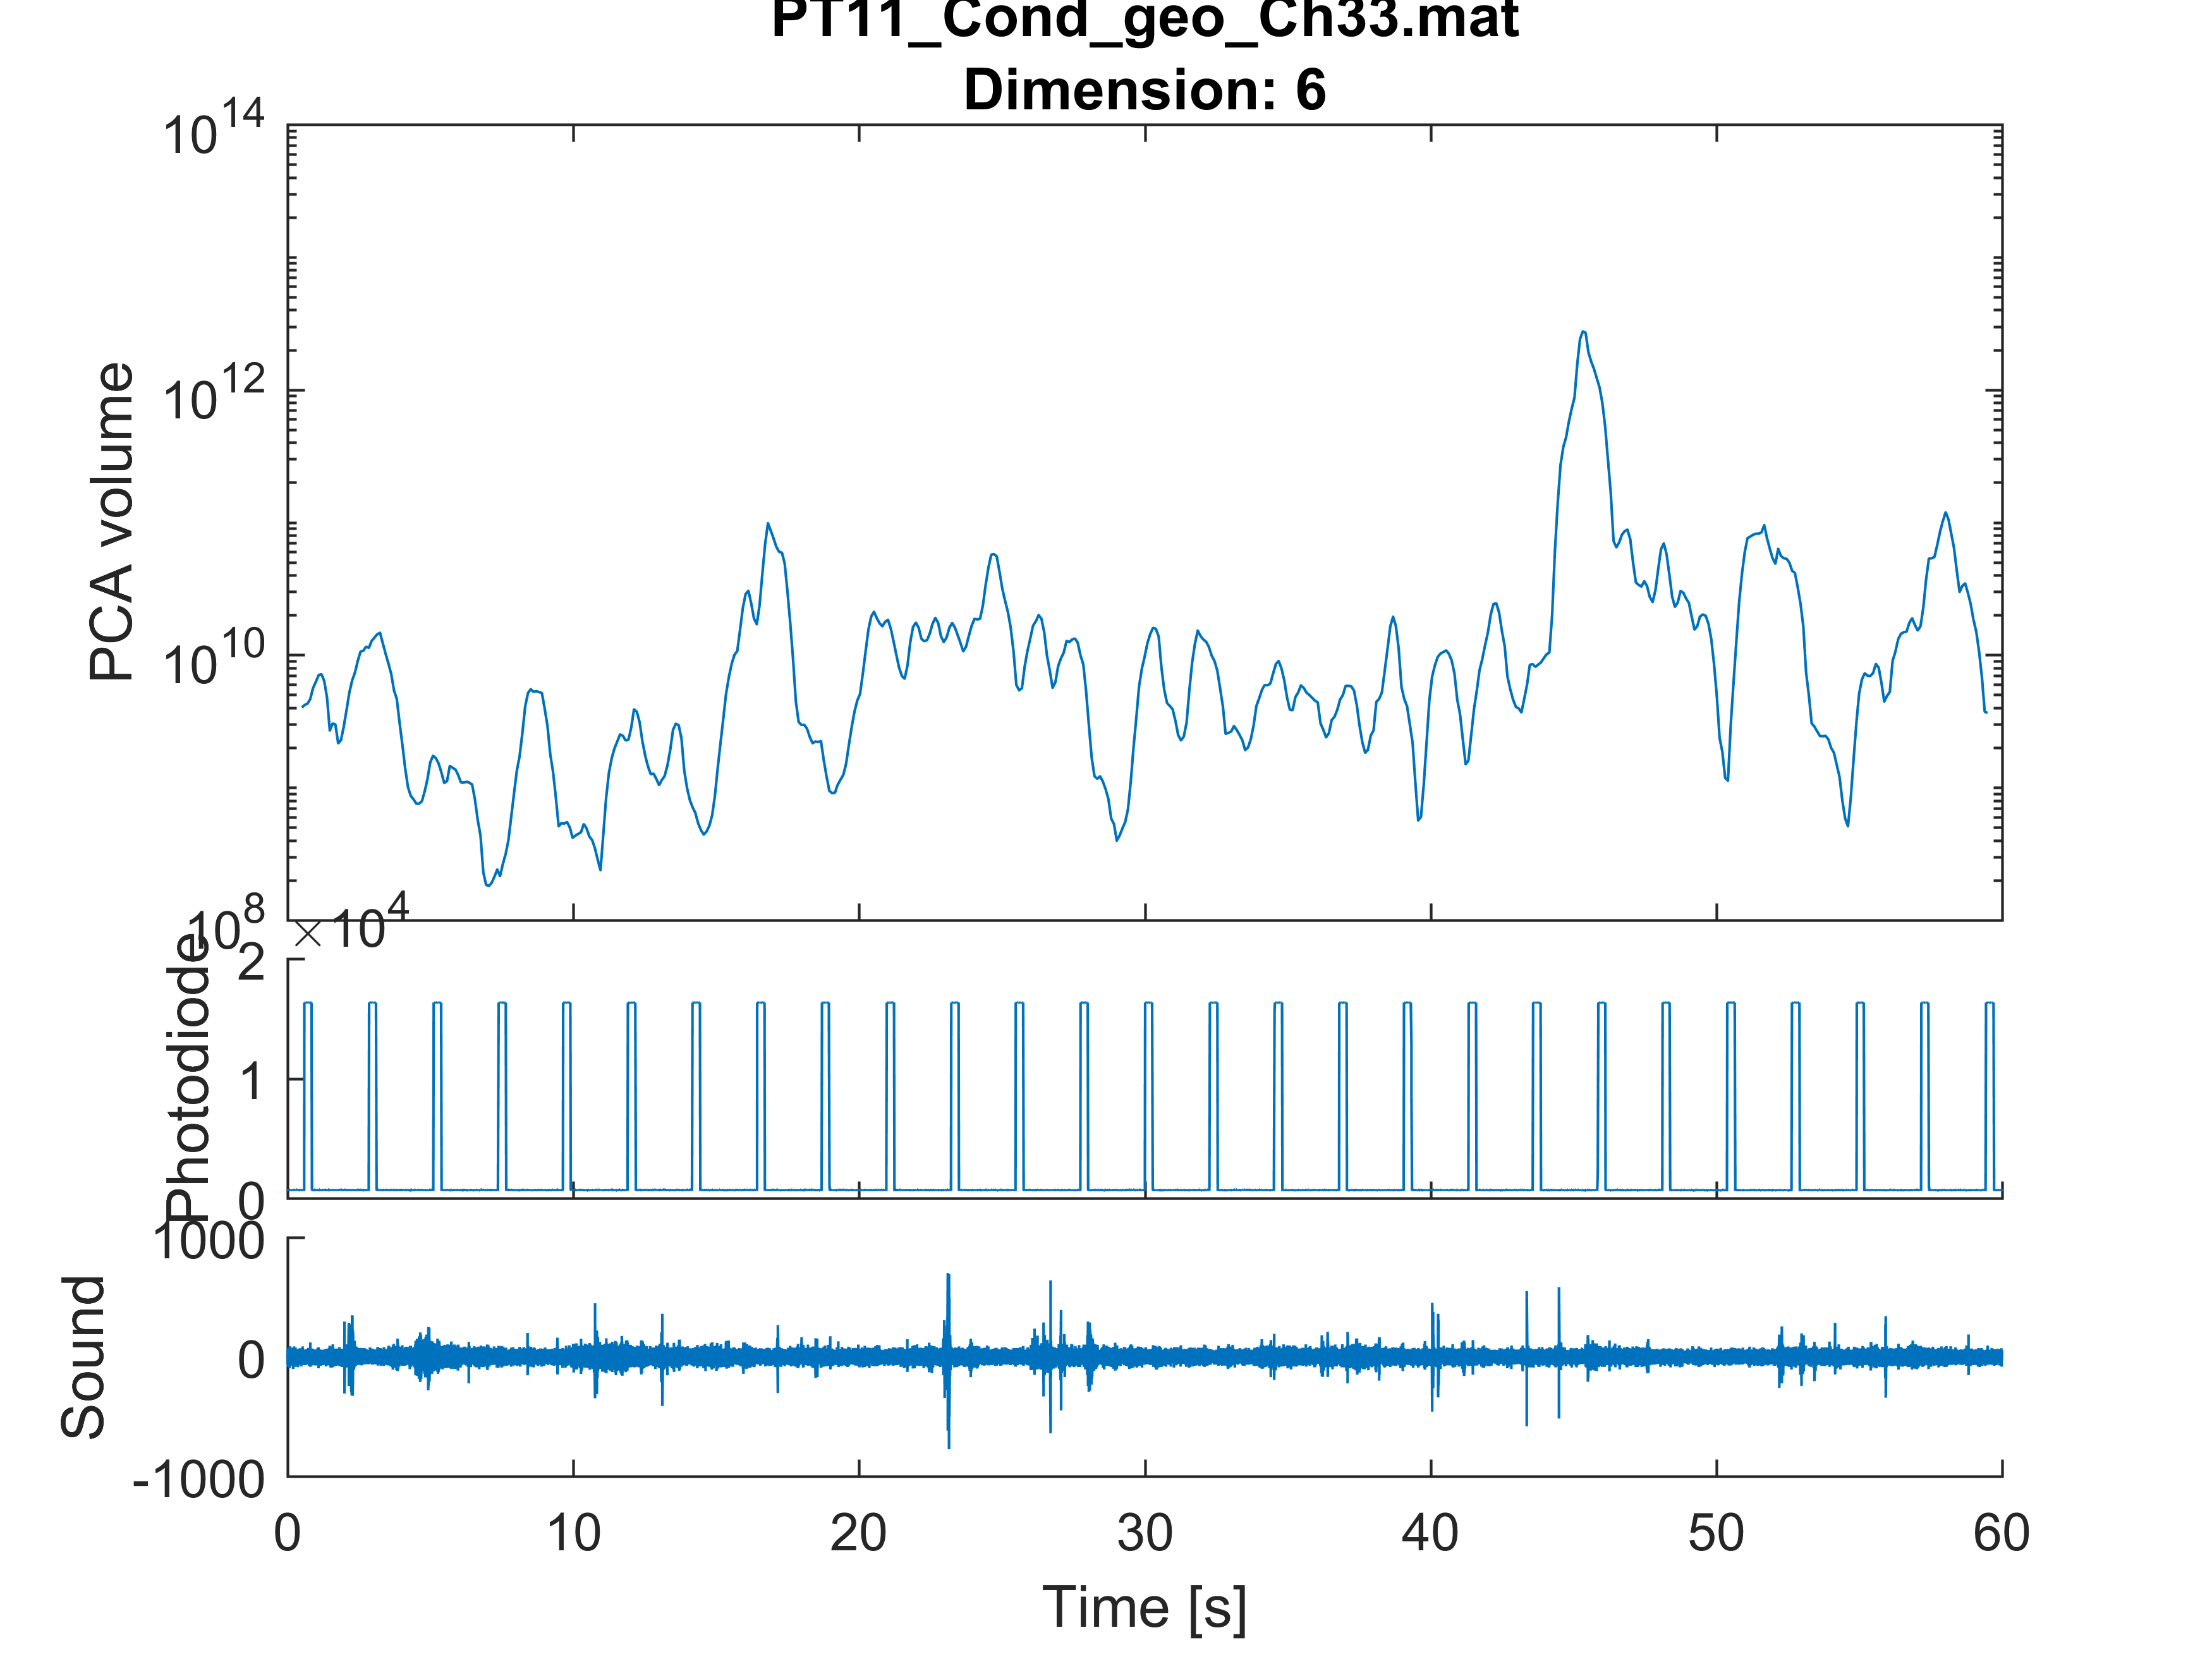 PT11_Cond_geo_Ch33.mat
Dimension: 6
10^14
10^12
10^10
10^8
PCA volume
×10^4
2
1
0
Photodiode
1000
0
-1000
Sound
0 10 20 30 40 50 60
Time [s]